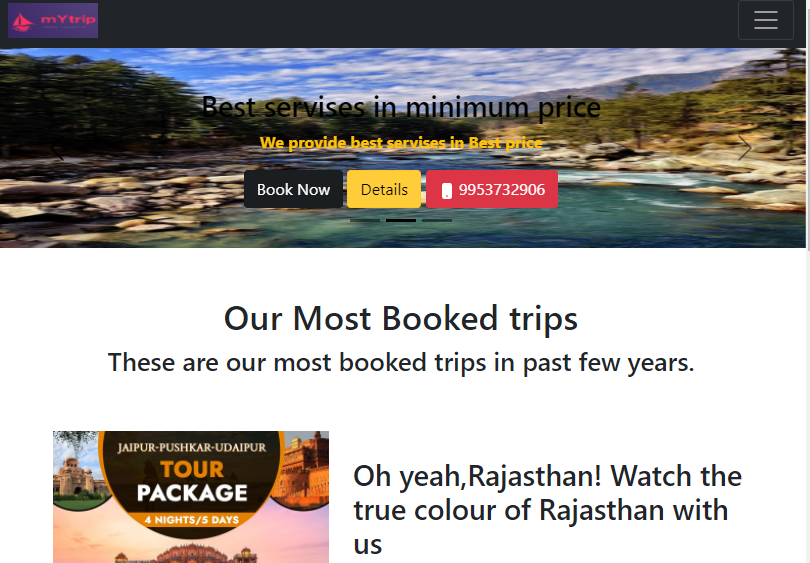 mYtrip
Best servises in minimum price
We provide best servises in Best price
Book Now
Details
9953732906
Our Most Booked trips
These are our most booked trips in past few years.
JAIPUR-PUSHKAR-UDAIPUR
TOUR
PACKAGE
4 NIGHTS/5 DAYS
Oh yeah,Rajasthan! Watch the
true colour of Rajasthan with
us